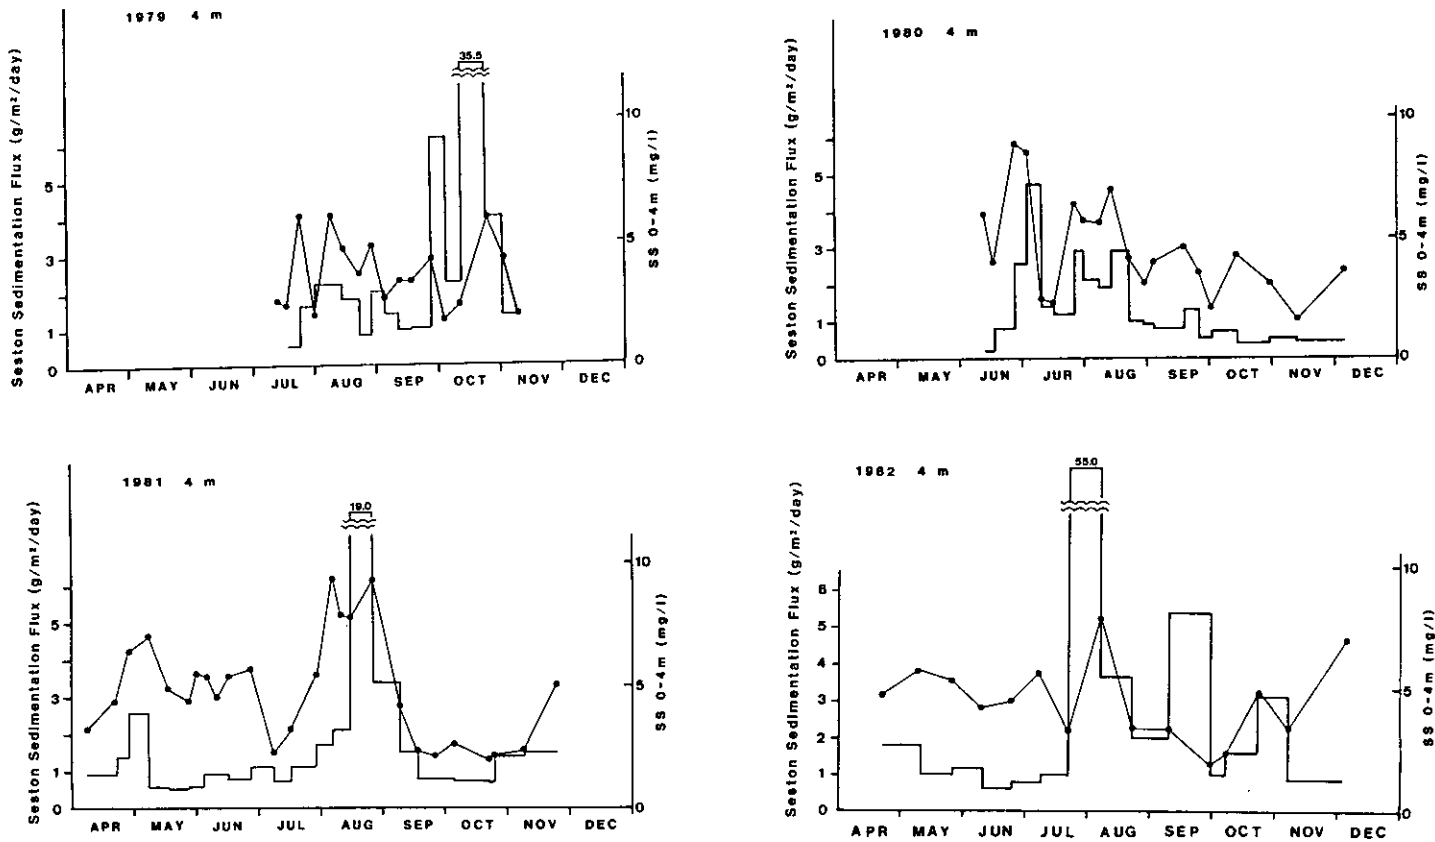 1979 4 m
Seston Sedimentation Flux (g/m²/day)
5
3
1
0
35.5
10
5
0
SS 0-4m (mg/l)
APR MAY JUN JUL AUG SEP OCT NOV DEC
1980 4 m
Seston Sedimentation Flux (g/m²/day)
5
3
1
0
10
5
0
SS 0-4m (mg/l)
APR MAY JUN JUR AUG SEP OCT NOV DEC
1981 4 m
Seston Sedimentation Flux (g/m²/day)
5
3
1
0
19.0
10
5
0
SS 0-4m (mg/l)
APR MAY JUN JUL AUG SEP OCT NOV DEC
1982 4 m
Seston Sedimentation Flux (g/m²/day)
6
5
4
3
2
1
0
55.0
10
5
0
SS 0-4m (mg/l)
APR MAY JUN JUL AUG SEP OCT NOV DEC